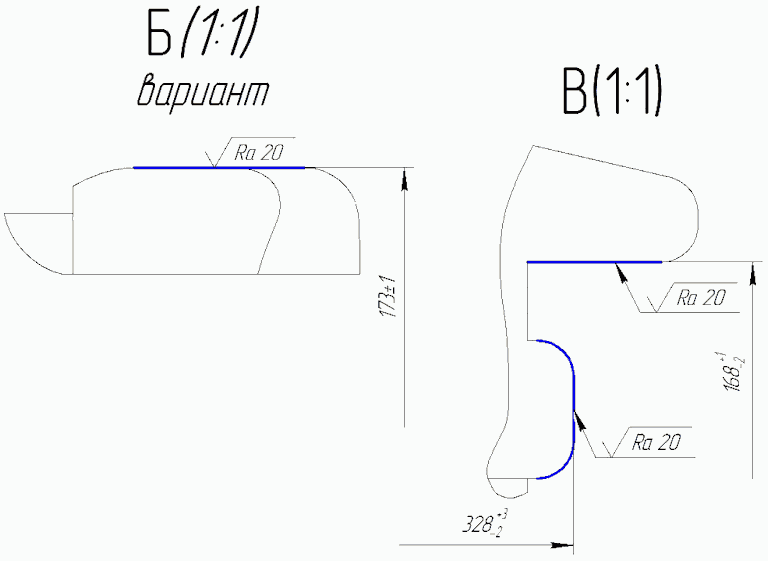 Б(1:1)
вариант
Ra 20
173±1
В(1:1)
Ra 20
168 +1 -2
Ra 20
328 +3 -2